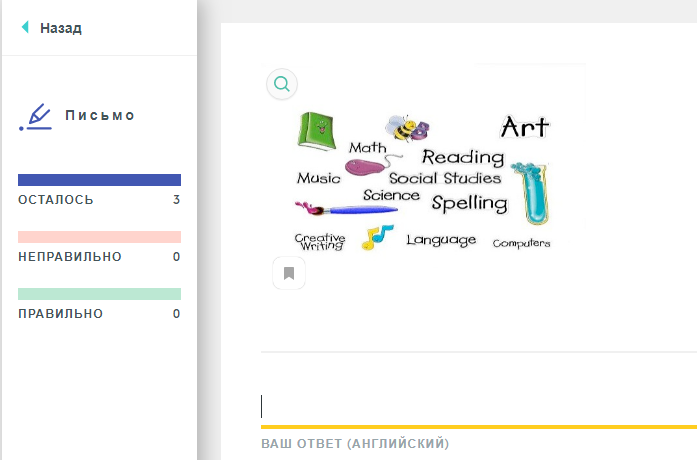 Назад
Письмо
ОСТАЛОСЬ 3
НЕПРАВИЛЬНО 0
ПРАВИЛЬНО 0
Art
Math
Reading
Music
Social Studies
Science
Spelling
Creative
Writing
Language
Computers
ВАШ ОТВЕТ (АНГЛИЙСКИЙ)